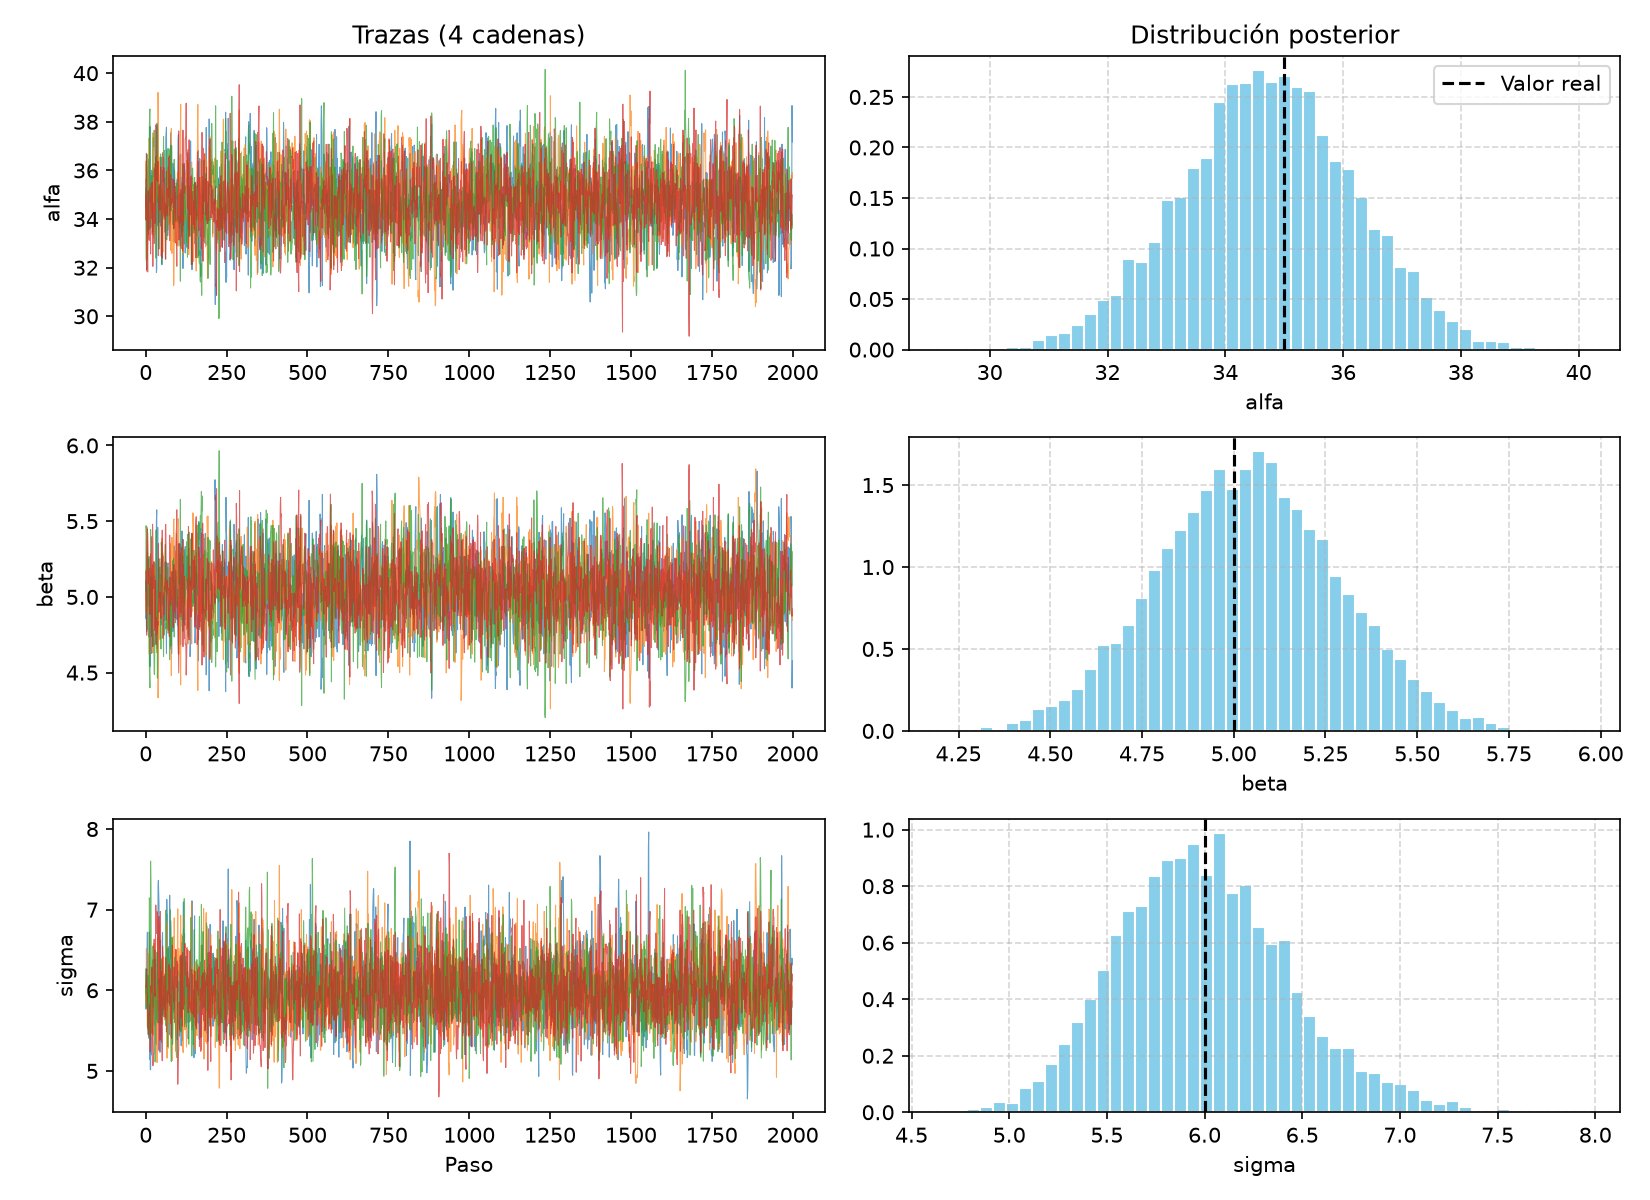 Trazas (4 cadenas)
alfa
40
38
36
34
32
30
0 250 500 750 1000 1250 1500 1750 2000
Distribución posterior
Valor real
0.25
0.20
0.15
0.10
0.05
0.00
30 32 34 36 38 40
alfa
beta
6.0
5.5
5.0
4.5
0 250 500 750 1000 1250 1500 1750 2000
1.5
1.0
0.5
0.0
4.25 4.50 4.75 5.00 5.25 5.50 5.75 6.00
beta
sigma
8
7
6
5
0 250 500 750 1000 1250 1500 1750 2000
Paso
1.0
0.8
0.6
0.4
0.2
0.0
4.5 5.0 5.5 6.0 6.5 7.0 7.5 8.0
sigma